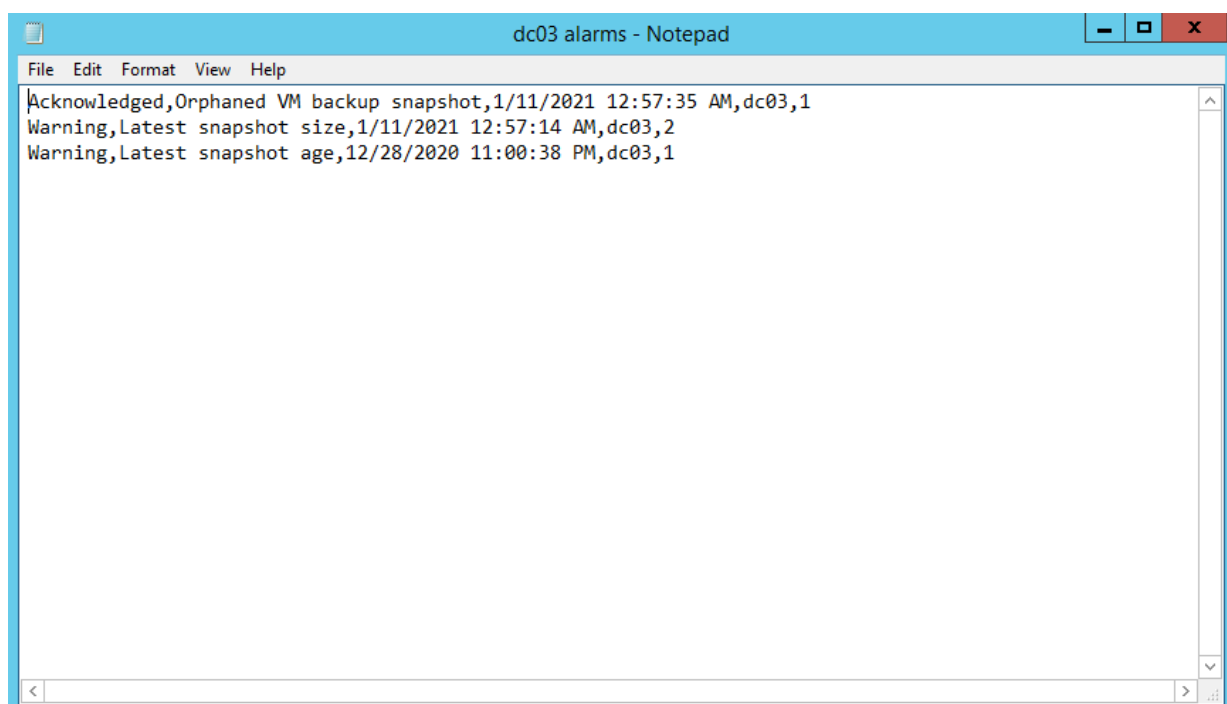 dc03 alarms - Notepad
x
File Edit Format View Help
Acknowledged,Orphaned VM backup snapshot,1/11/2021 12:57:35 AM,dc03,1
Warning,Latest snapshot size,1/11/2021 12:57:14 AM,dc03,2
Warning,Latest snapshot age,12/28/2020 11:00:38 PM,dc03,1